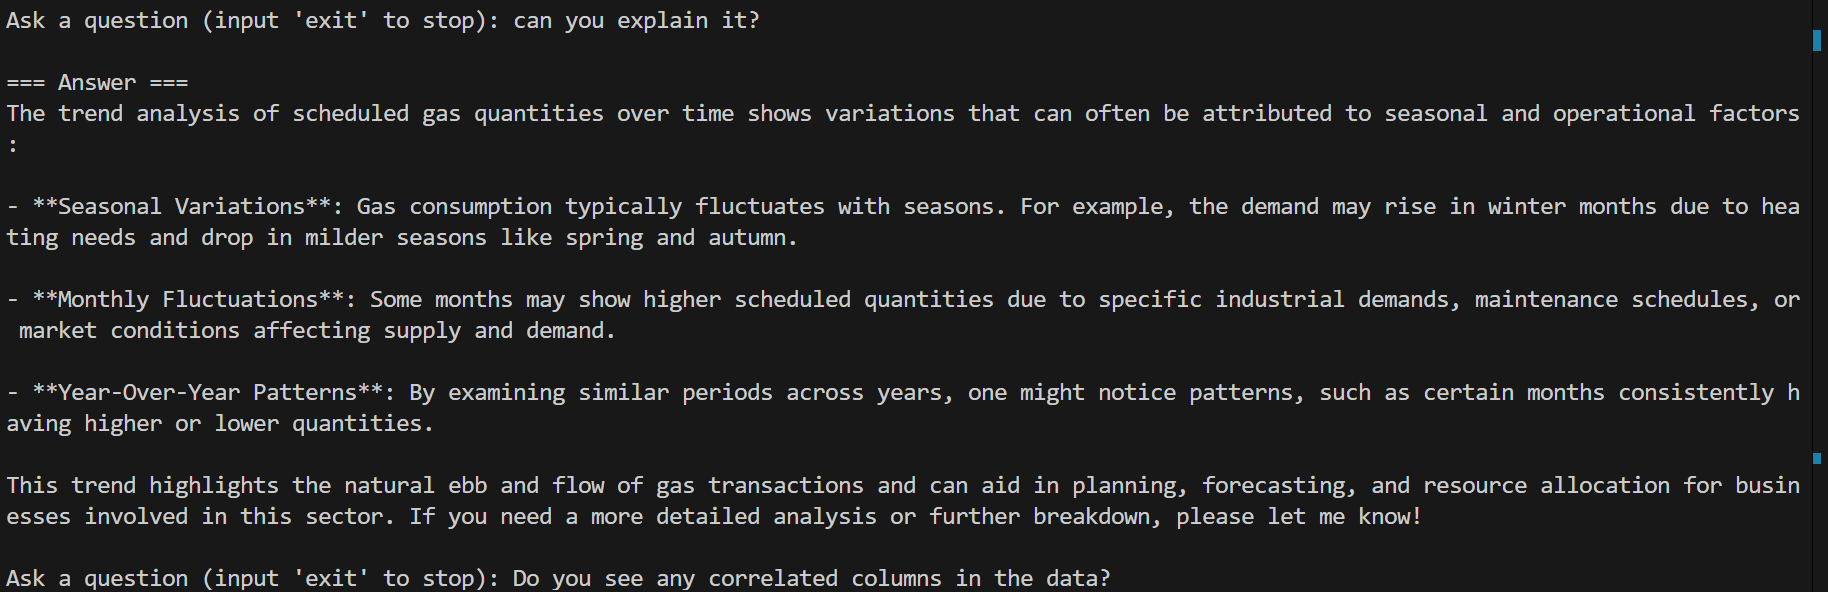 Ask a question (input 'exit' to stop): can you explain it?
=== Answer ===
The trend analysis of scheduled gas quantities over time shows variations that can often be attributed to seasonal and operational factors
:
- **Seasonal Variations**: Gas consumption typically fluctuates with seasons. For example, the demand may rise in winter months due to hea
ting needs and drop in milder seasons like spring and autumn.
- **Monthly Fluctuations**: Some months may show higher scheduled quantities due to specific industrial demands, maintenance schedules, or
 market conditions affecting supply and demand.
- **Year-Over-Year Patterns**: By examining similar periods across years, one might notice patterns, such as certain months consistently h
aving higher or lower quantities.
This trend highlights the natural ebb and flow of gas transactions and can aid in planning, forecasting, and resource allocation for busin
esses involved in this sector. If you need a more detailed analysis or further breakdown, please let me know!
Ask a question (input 'exit' to stop): Do you see any correlated columns in the data?